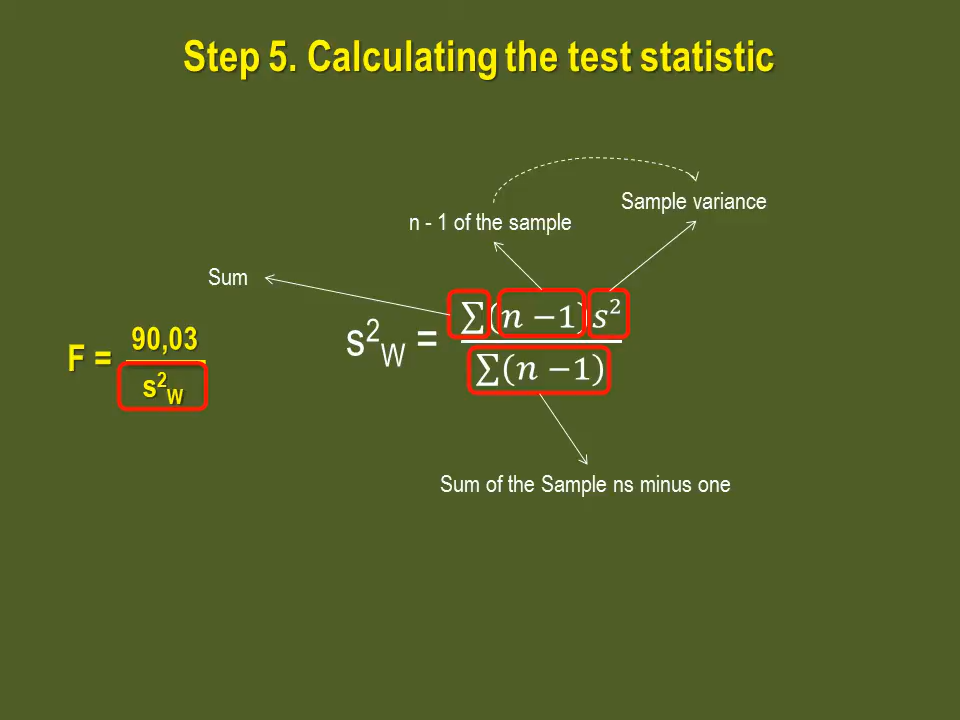 Step 5. Calculating the test statistic
Sample variance
n - 1 of the sample
Sum
F = 90,03 / s²W
s²W = ∑(n −1)s² / ∑(n −1)
Sum of the Sample ns minus one